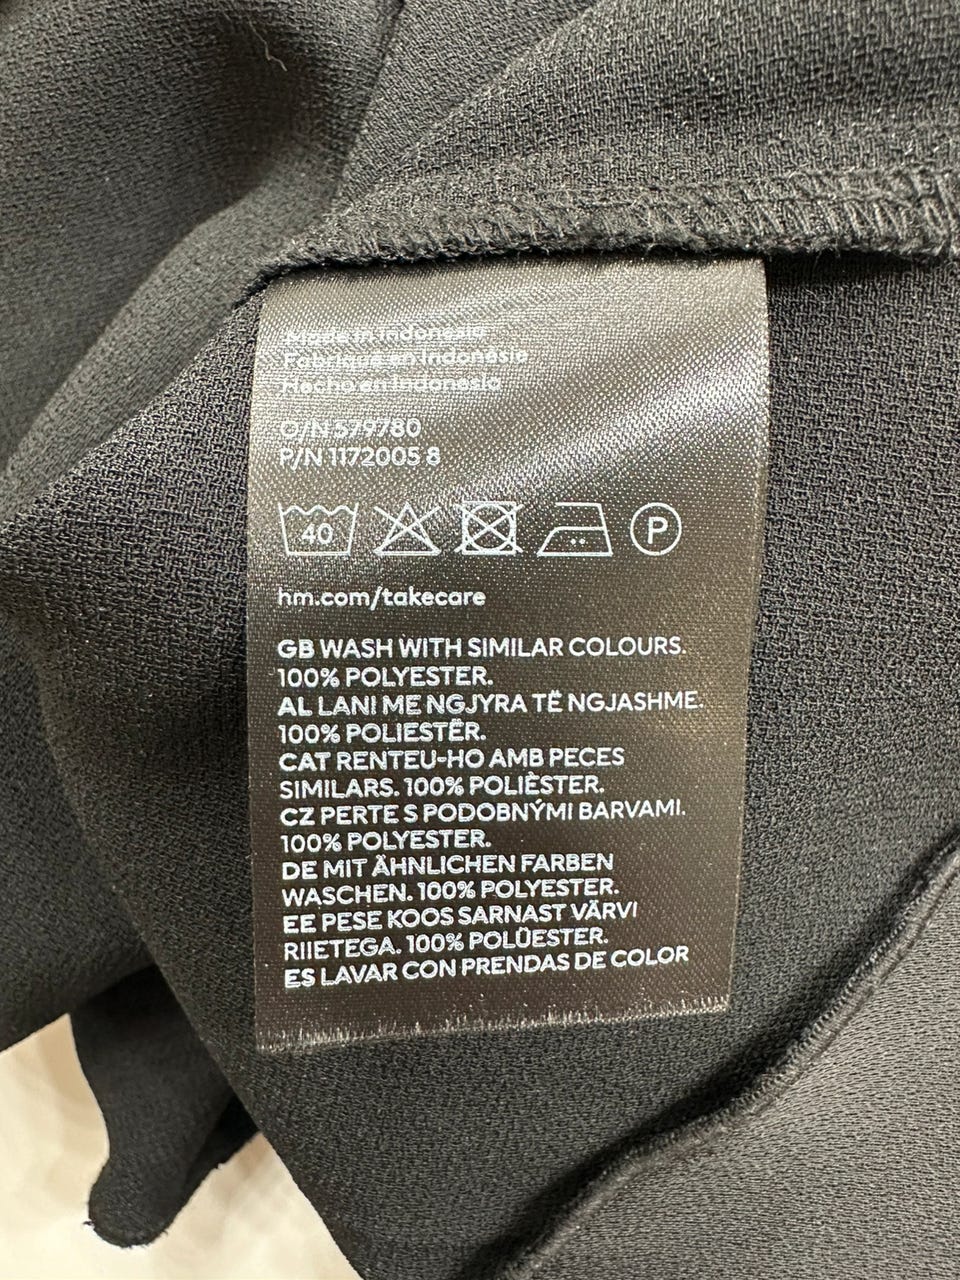 Made in Indonesia
Fabriqué en Indonésie
Hecho en Indonesia
O/N 579780
P/N 1172005 8
40 P
hm.com/takecare
GB WASH WITH SIMILAR COLOURS.
100% POLYESTER.
AL LANI ME NGJYRA TË NGJASHME.
100% POLIESTËR.
CAT RENTEU-HO AMB PECES
SIMILARS. 100% POLIÈSTER.
CZ PERTE S PODOBNÝMI BARVAMI.
100% POLYESTER.
DE MIT ÄHNLICHEN FARBEN
WASCHEN. 100% POLYESTER.
EE PESE KOOS SARNAST VÄRVI
RIIETEGA. 100% POLÜESTER.
ES LAVAR CON PRENDAS DE COLOR